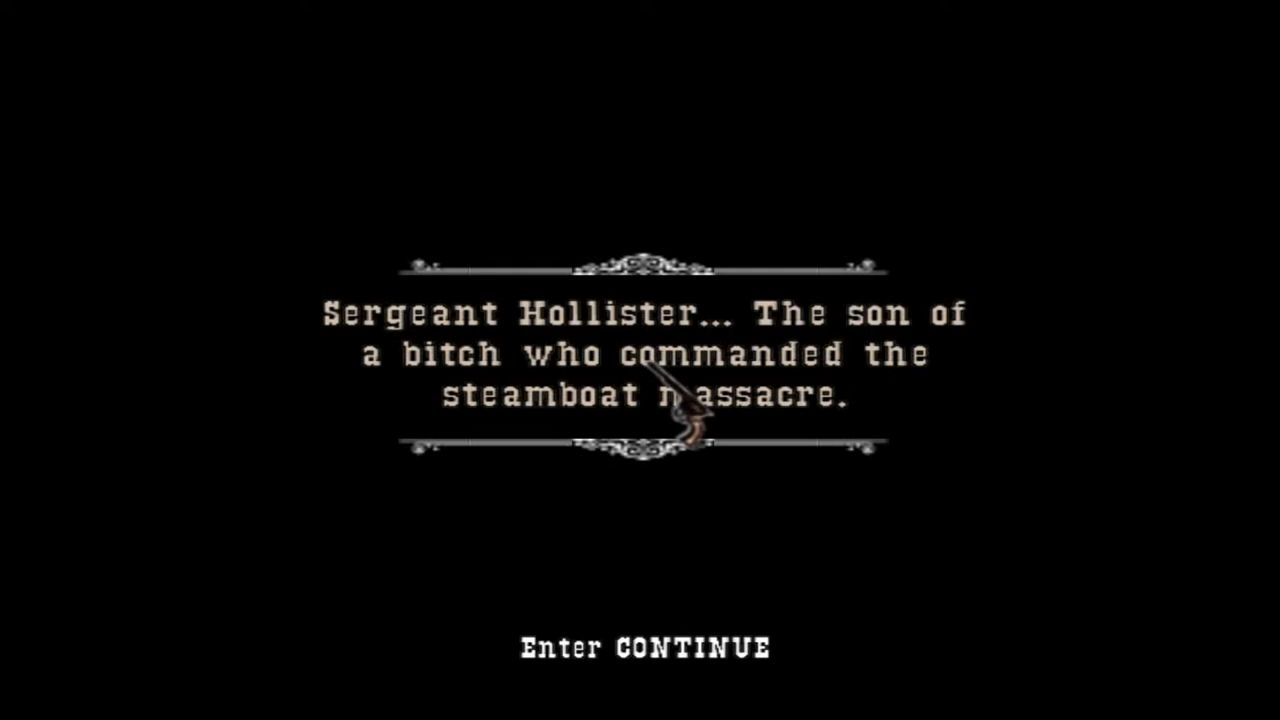 Sergeant Hollister... The son of
a bitch who commanded the
steamboat massacre.
Enter CONTINUE